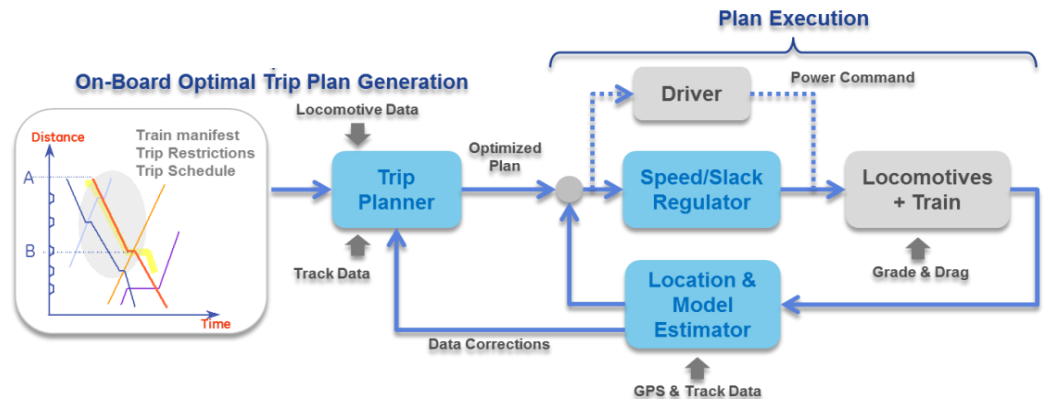 Plan Execution
On-Board Optimal Trip Plan Generation
Driver
Power Command
Locomotive Data
Distance
Train manifest
Trip Restrictions
Trip Schedule
A
B
Time
Trip
Planner
Optimized
Plan
Speed/Slack
Regulator
Locomotives
+ Train
Track Data
Grade & Drag
Location &
Model
Estimator
Data Corrections
GPS & Track Data